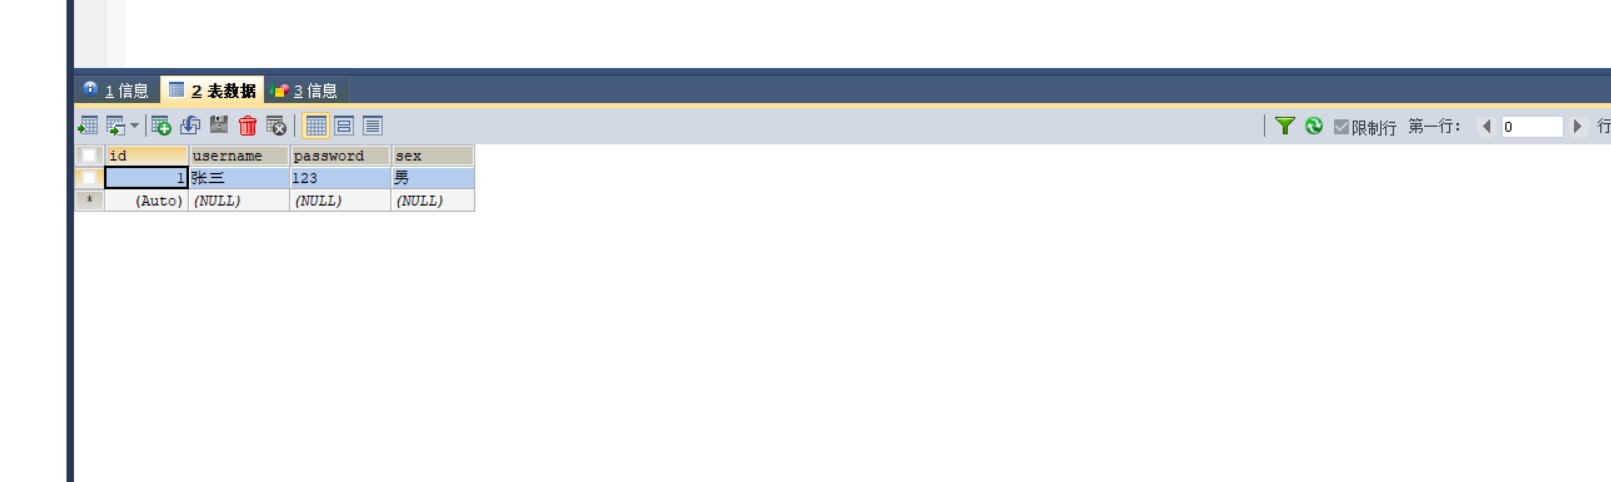 1 信息 2 表数据 3 信息
限制行 第一行: 0 行
id username password sex
1 张三 123 男
* (Auto) (NULL) (NULL) (NULL)